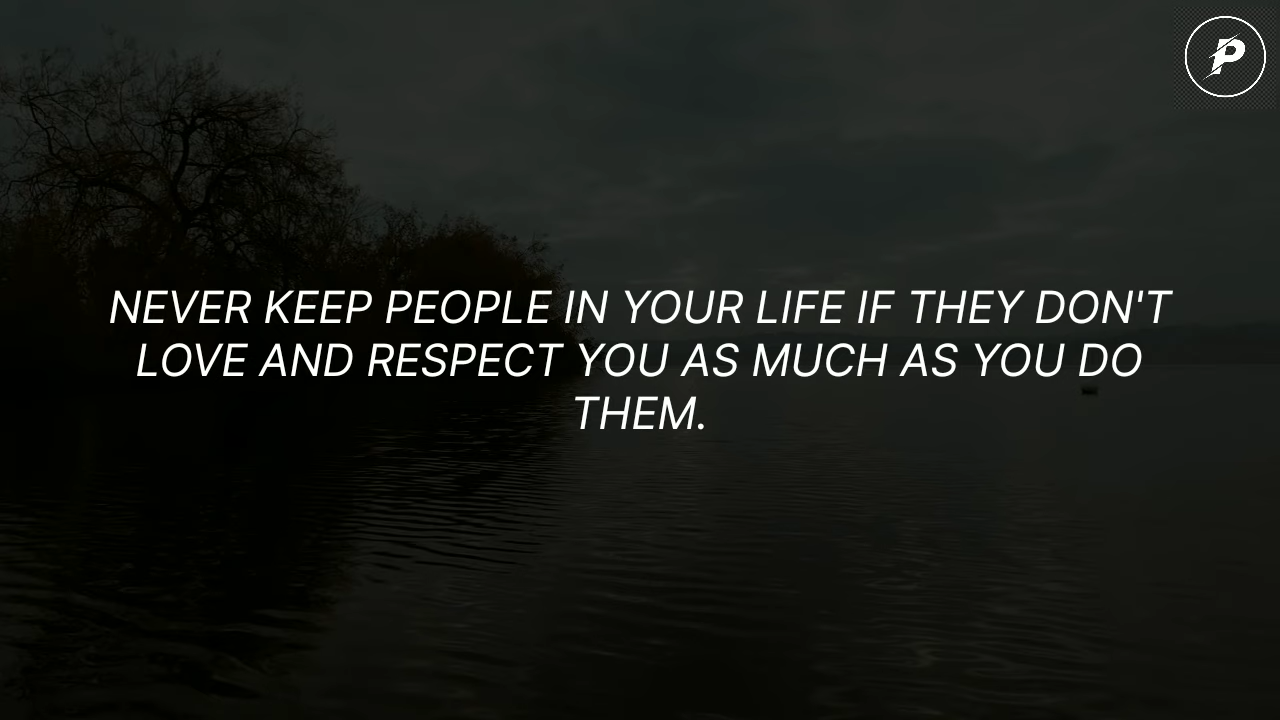 P
NEVER KEEP PEOPLE IN YOUR LIFE IF THEY DON'T
LOVE AND RESPECT YOU AS MUCH AS YOU DO
THEM.